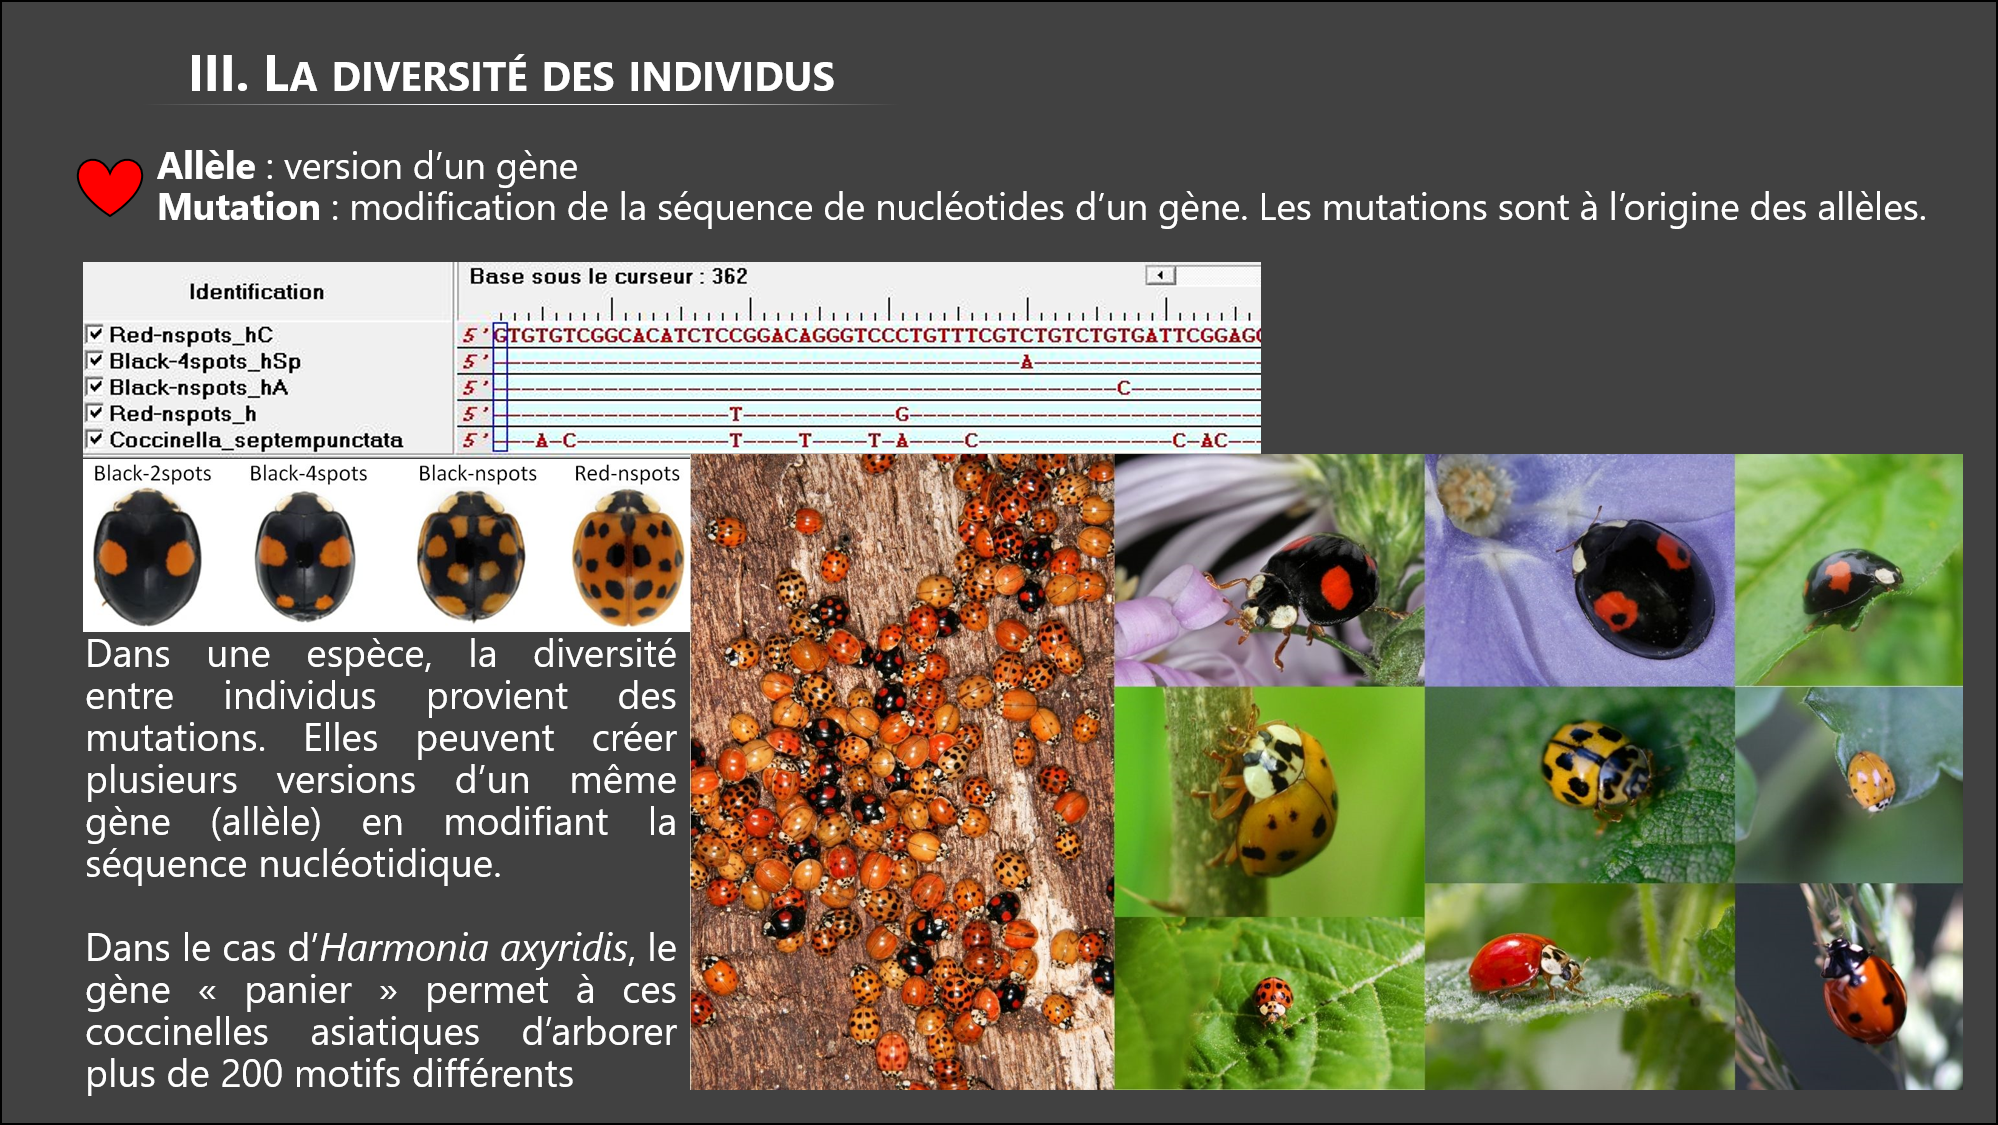 III. LA DIVERSITÉ DES INDIVIDUS
Allèle : version d’un gène
Mutation : modification de la séquence de nucléotides d’un gène. Les mutations sont à l’origine des allèles.
Identification
Base sous le curseur : 362
Red-nspots_hC 5' GTGTGTCGGCACATCTCCGGACAGGGTCCCTGTTTCGTCTGTCTGTGATTCGGAGC
Black-4spots_hSp 5' --------------------------------------A-----------------
Black-nspots_hA 5' ---------------------------------------------C----------
Red-nspots_h 5' -----------------T-----------G--------------------------
Coccinella_septempunctata 5' ---A-C-----------T----T----T-A----C--------------C-AC---
Black-2spots Black-4spots Black-nspots Red-nspots
Dans une espèce, la diversité
entre individus provient des
mutations. Elles peuvent créer
plusieurs versions d’un même
gène (allèle) en modifiant la
séquence nucléotidique.
Dans le cas d’Harmonia axyridis, le
gène « panier » permet à ces
coccinelles asiatiques d’arborer
plus de 200 motifs différents